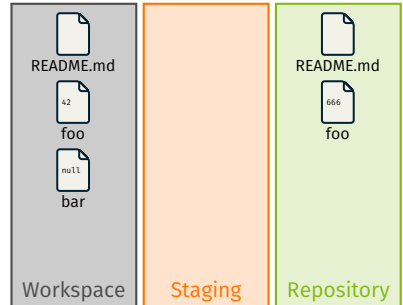 README.md
42
foo
null
bar
Workspace
Staging
README.md
666
foo
Repository